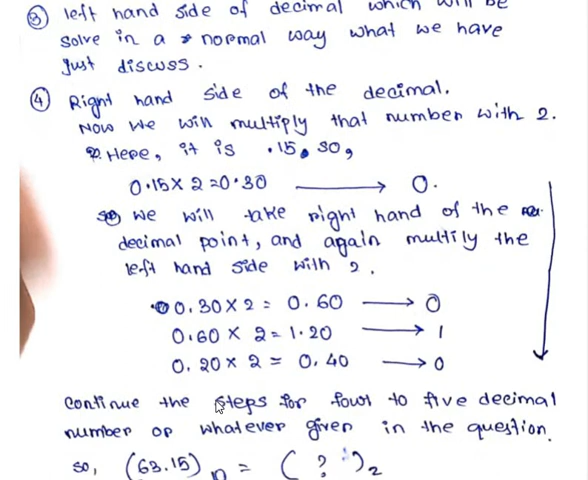 ③ left hand side of decimal which will be
solve in a normal way what we have
just discuss.
④ Right hand side of the decimal.
Now we will multiply that number with 2.
Here, it is .15, so,
0.15 x 2 = 0.30 → 0.
we will take right hand of the
decimal point, and again multily the
left hand side with 2.
0.30 x 2 = 0.60 → 0
0.60 x 2 = 1.20 → 1
0.20 x 2 = 0.40 → 0
Continue the steps for four to five decimal
number or whatever given in the question.
so, (63.15)₁₀ = ( ? )₂